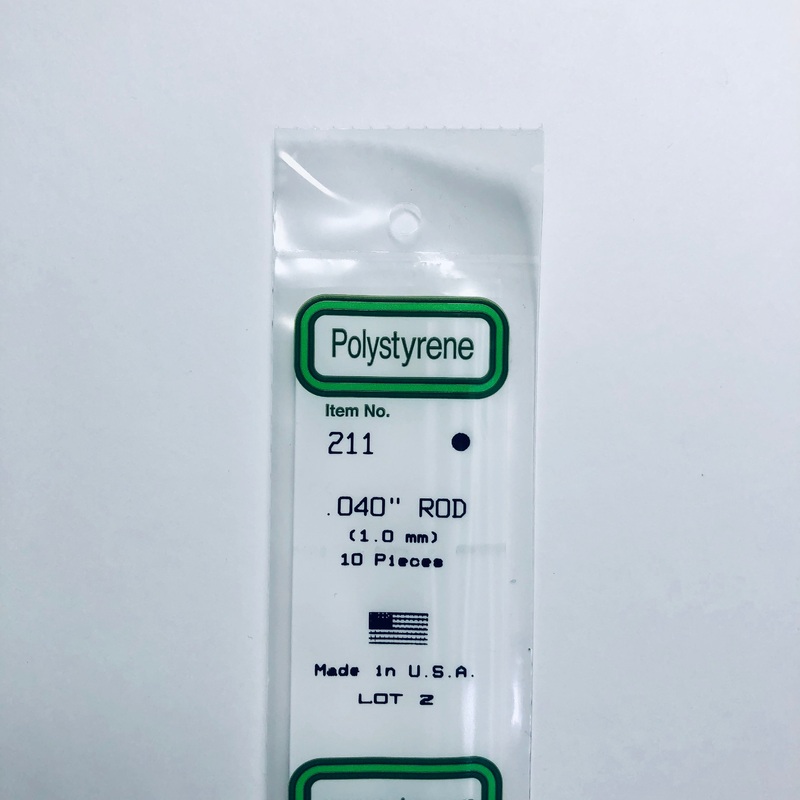 Polystyrene
Item No.
211
.040" ROD
(1.0 mm)
10 Pieces
Made in U.S.A.
LOT 2